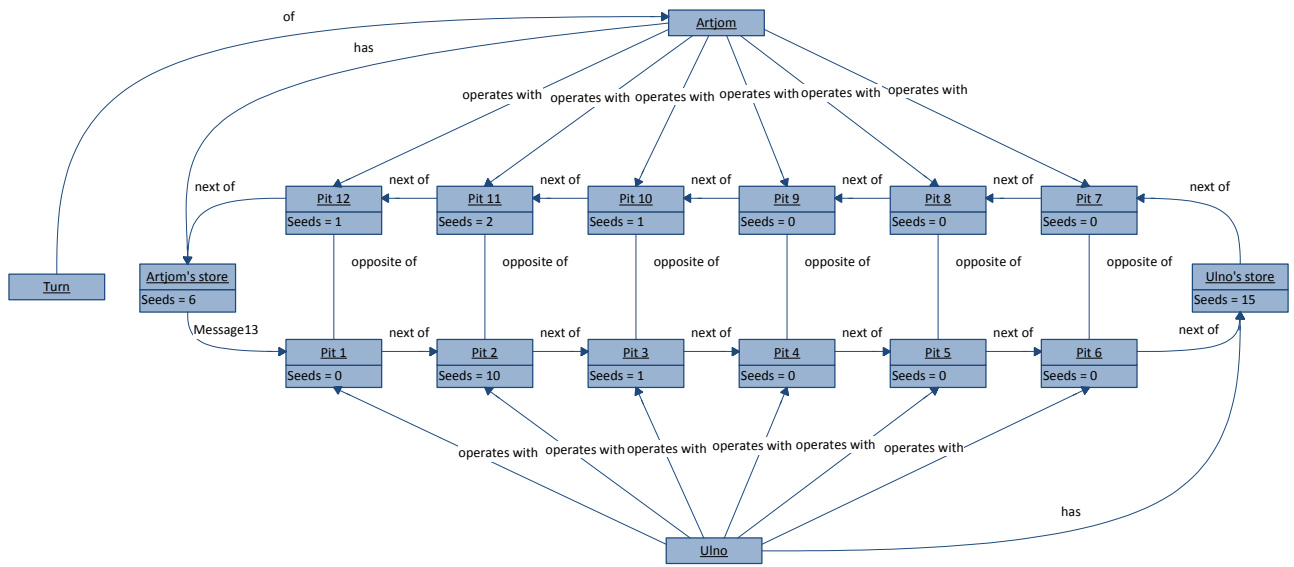 of
Artjom
has
operates with
operates with
operates with
operates with
operates with
operates with
next of
Pit 12
Seeds = 1
next of
Pit 11
Seeds = 2
next of
Pit 10
Seeds = 1
next of
Pit 9
Seeds = 0
next of
Pit 8
Seeds = 0
next of
Pit 7
Seeds = 0
next of
Turn
Artjom's store
Seeds = 6
opposite of
opposite of
opposite of
opposite of
opposite of
opposite of
Ulno's store
Seeds = 15
Message13
Pit 1
Seeds = 0
next of
Pit 2
Seeds = 10
next of
Pit 3
Seeds = 1
next of
Pit 4
Seeds = 0
next of
Pit 5
Seeds = 0
next of
Pit 6
Seeds = 0
next of
operates with
operates with
operates with
operates with
operates with
operates with
has
Ulno